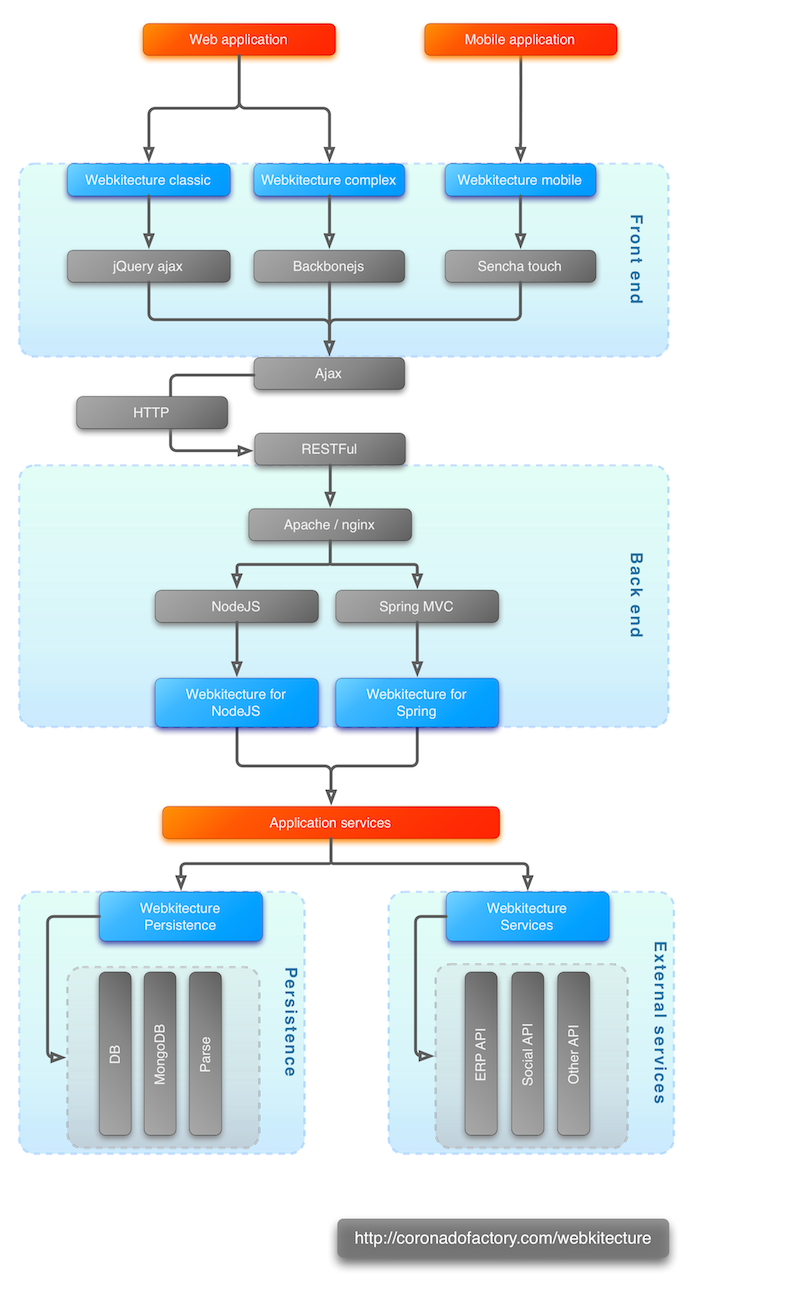 Web application
Mobile application
Webkitecture classic
Webkitecture complex
Webkitecture mobile
Front end
jQuery ajax
Backbonejs
Sencha touch
Ajax
HTTP
RESTFul
Apache / nginx
Back end
NodeJS
Spring MVC
Webkitecture for
NodeJS
Webkitecture for
Spring
Application services
Webkitecture
Persistence
DB
MongoDB
Parse
Persistence
Webkitecture
Services
ERP API
Social API
Other API
External services
http://coronadofactory.com/webkitecture